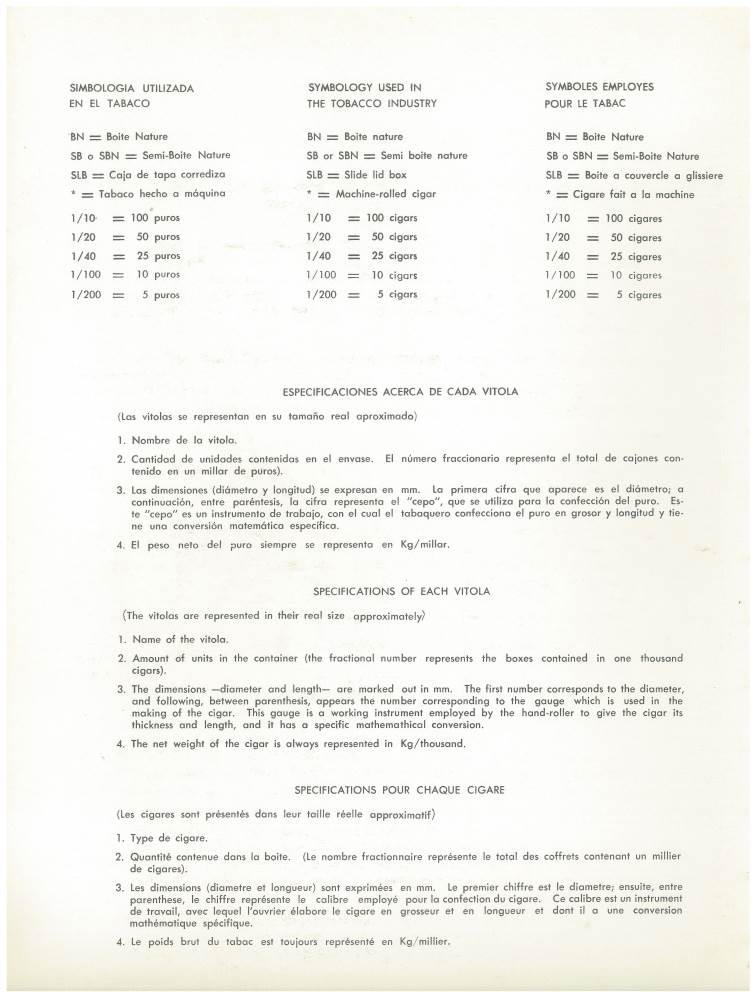 SIMBOLOGIA UTILIZADA
EN EL TABACO
BN = Boite Nature
SB o SBN = Semi-Boite Nature
SLB = Caja de tapa corrediza
* = Tabaco hecho a máquina
1/10 = 100 puros
1/20 = 50 puros
1/40 = 25 puros
1/100 = 10 puros
1/200 = 5 puros
SYMBOLOGY USED IN
THE TOBACCO INDUSTRY
BN = Boite nature
SB or SBN = Semi boite nature
SLB = Slide lid box
* = Machine-rolled cigar
1/10 = 100 cigars
1/20 = 50 cigars
1/40 = 25 cigars
1/100 = 10 cigars
1/200 = 5 cigars
SYMBOLES EMPLOYES
POUR LE TABAC
BN = Boite Nature
SB o SBN = Semi-Boite Nature
SLB = Boite a couvercle a glissiere
* = Cigare fait a la machine
1/10 = 100 cigares
1/20 = 50 cigares
1/40 = 25 cigares
1/100 = 10 cigares
1/200 = 5 cigares
ESPECIFICACIONES ACERCA DE CADA VITOLA
(Las vitolas se representan en su tamaño real aproximado)
1. Nombre de la vitola.
2. Cantidad de unidades contenidas en el envase. El número fraccionario representa el total de cajones con-
tenido en un millar de puros).
3. Las dimensiones (diámetro y longitud) se expresan en mm. La primera cifra que aparece es el diámetro; a
continuación, entre paréntesis, la cifra representa el "cepo", que se utiliza para la confección del puro. Es-
te "cepo" es un instrumento de trabajo, con el cual el tabaquero confecciona el puro en grosor y longitud y tie-
ne una conversión matemática específica.
4. El peso neto del puro siempre se representa en Kg/millar.
SPECIFICATIONS OF EACH VITOLA
(The vitolas are represented in their real size approximately)
1. Name of the vitola.
2. Amount of units in the container (the fractional number represents the boxes contained in one thousand
cigars).
3. The dimensions —diameter and length— are marked out in mm. The first number corresponds to the diameter,
and following, between parenthesis, appears the number corresponding to the gauge which is used in the
making of the cigar. This gauge is a working instrument employed by the hand-roller to give the cigar its
thickness and length, and it has a specific mathemathical conversion.
4. The net weight of the cigar is always represented in Kg/thousand.
SPECIFICATIONS POUR CHAQUE CIGARE
(Les cigares sont présentés dans leur taille réelle approximatif)
1. Type de cigare.
2. Quantité contenue dans la boite. (Le nombre fractionnaire représente le total des coffrets contenant un millier
de cigares).
3. Les dimensions (diametre et longueur) sont exprimées en mm. Le premier chiffre est le diametre; ensuite, entre
parenthese, le chiffre représente le calibre employé pour la confection du cigare. Ce calibre est un instrument
de travail, avec lequel l'ouvrier élabore le cigare en grosseur et en longueur et dont il a une conversion
mathématique spécifique.
4. Le poids brut du tabac est toujours représenté en Kg/millier.